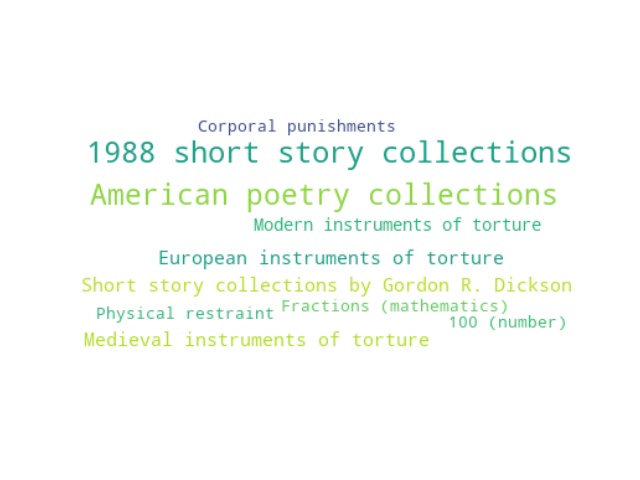 Corporal punishments
1988 short story collections
American poetry collections
Modern instruments of torture
European instruments of torture
Short story collections by Gordon R. Dickson
Fractions (mathematics)
Physical restraint
100 (number)
Medieval instruments of torture